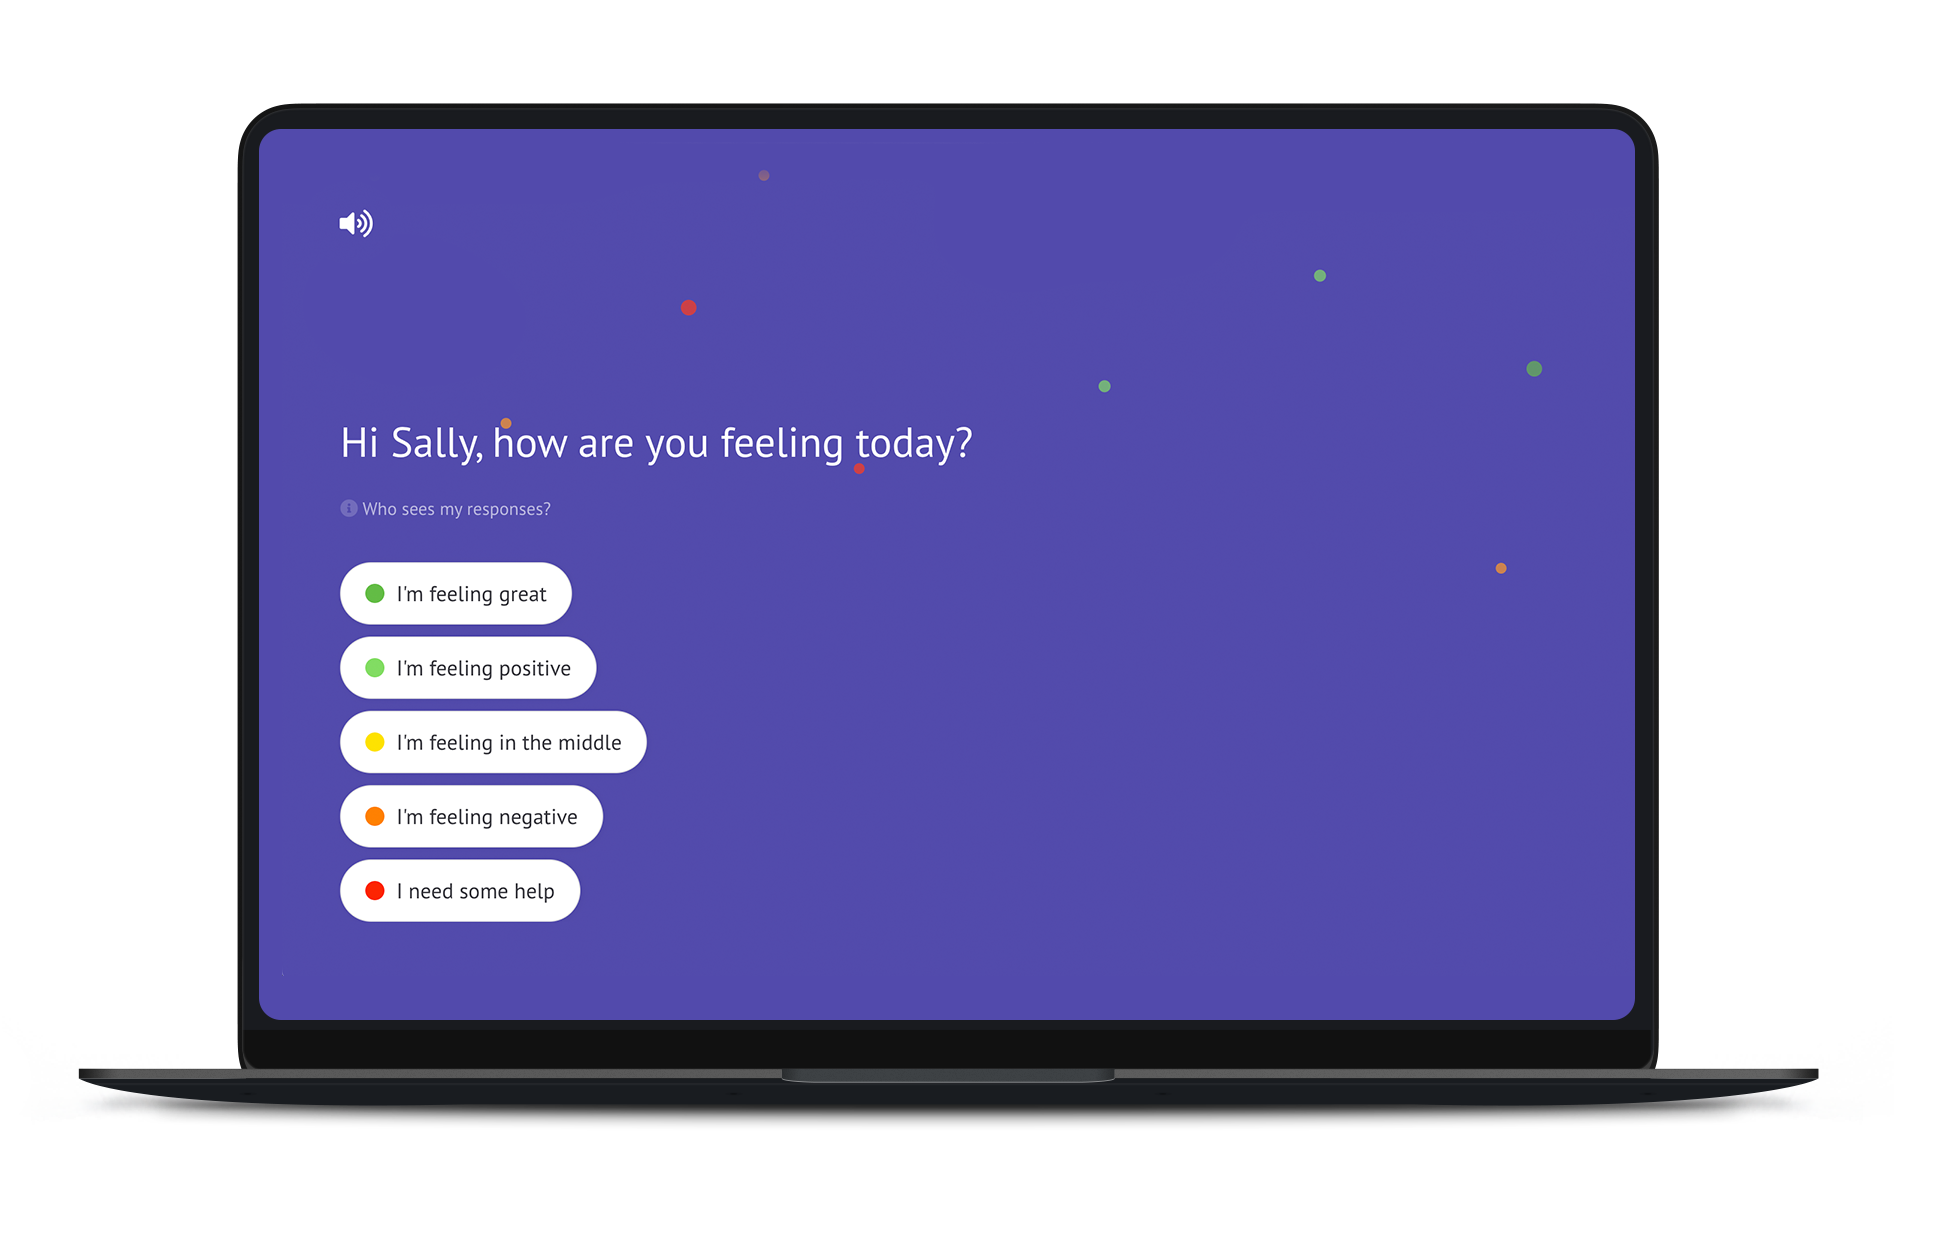 Hi Sally, how are you feeling today?
Who sees my responses?
I'm feeling great
I'm feeling positive
I'm feeling in the middle
I'm feeling negative
I need some help